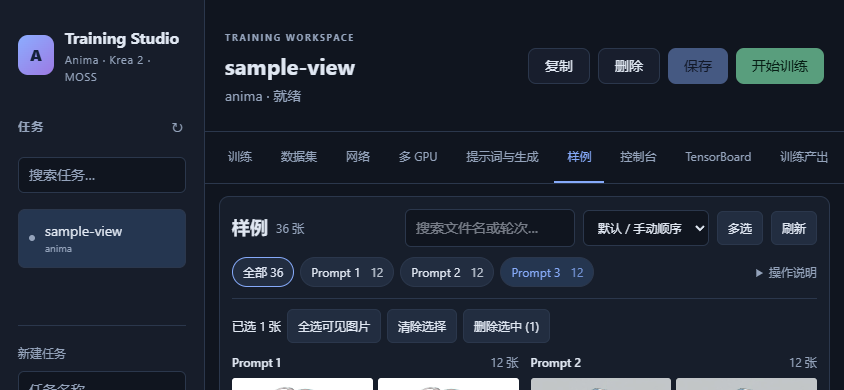 A
Training Studio
Anima · Krea 2 ·
MOSS
任务
搜索任务...
sample-view
anima
新建任务
任务名称
TRAINING WORKSPACE
sample-view
anima · 就绪
复制 删除 保存 开始训练
训练 数据集 网络 多 GPU 提示词与生成 样例 控制台 TensorBoard 训练产出
样例 36 张 搜索文件名或轮次... 默认 / 手动顺序 多选 刷新
全部 36 Prompt 1 12 Prompt 2 12 Prompt 3 12 ▶ 操作说明
已选 1 张 全选可见图片 清除选择 删除选中 (1)
Prompt 1 12 张 Prompt 2 12 张